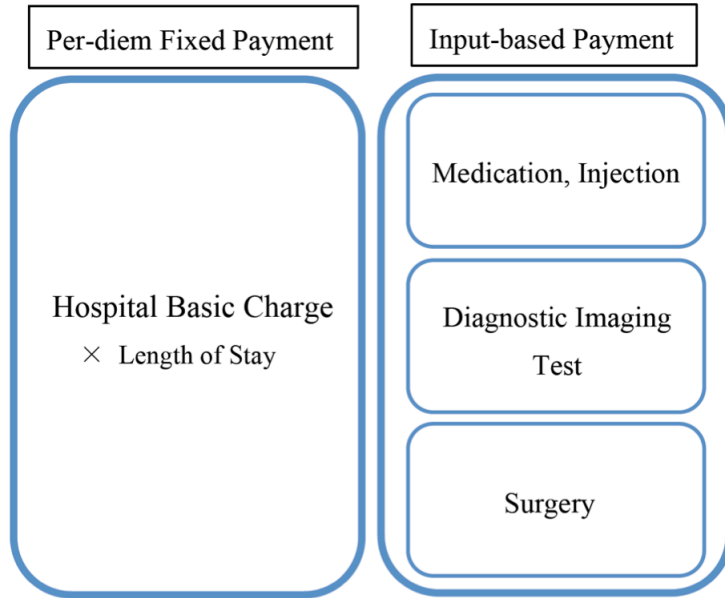 Per-diem Fixed Payment
Input-based Payment
Hospital Basic Charge
× Length of Stay
Medication, Injection
Diagnostic Imaging
Test
Surgery